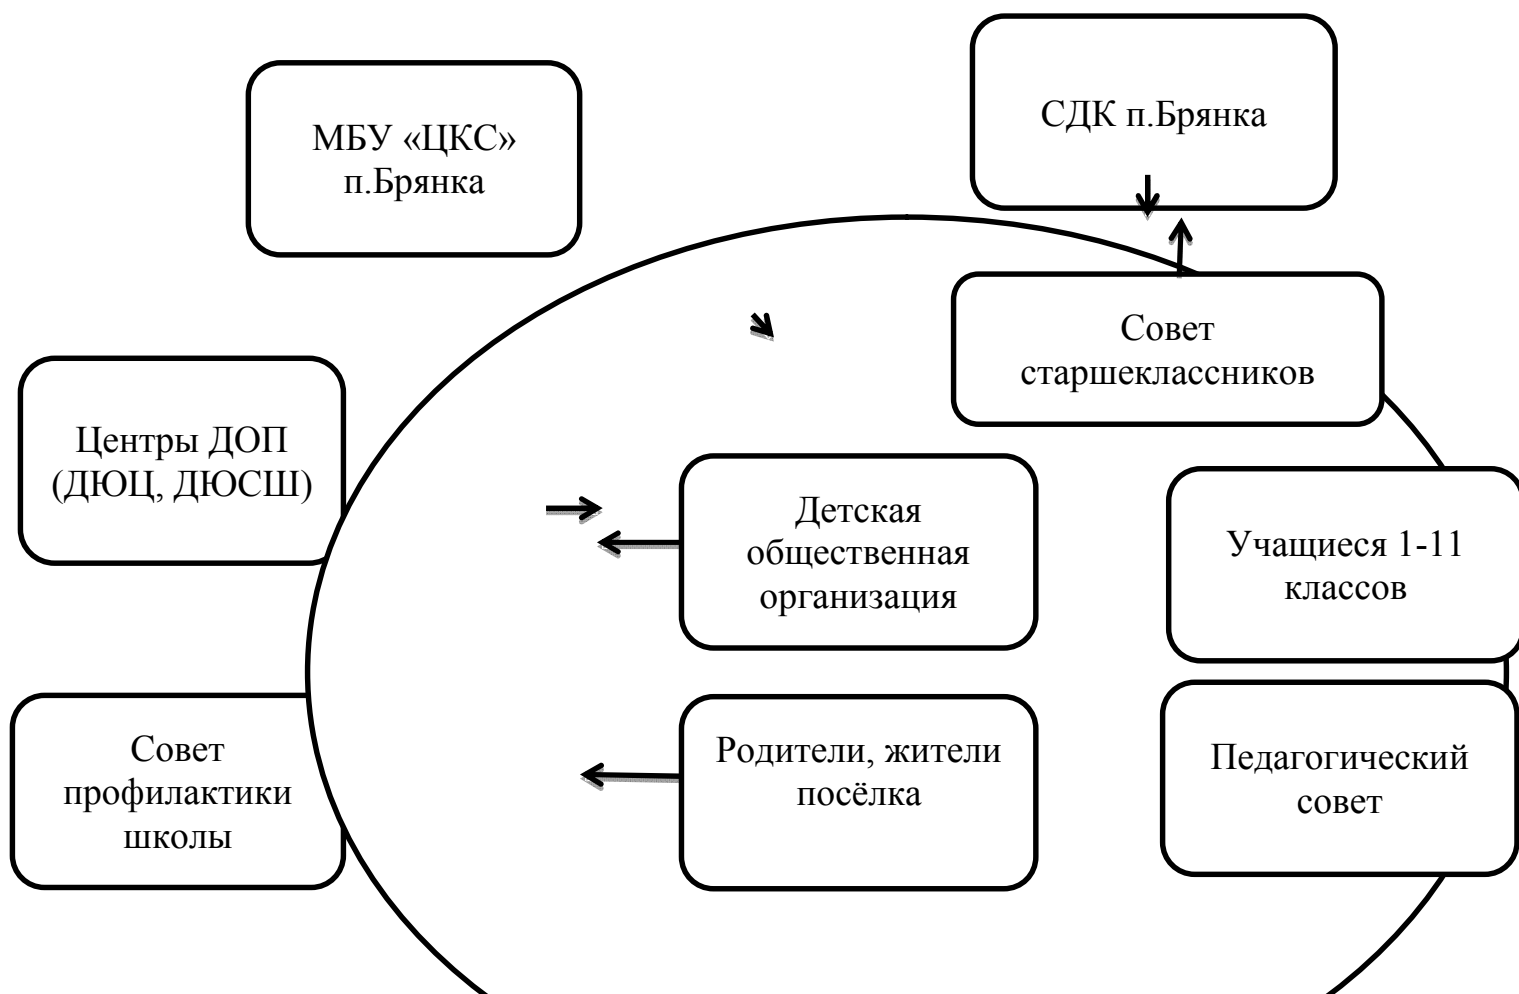 МБУ «ЦКС»
п.Брянка
СДК п.Брянка
Совет
старшеклассников
Центры ДОП
(ДЮЦ, ДЮСШ)
Детская
общественная
организация
Учащиеся 1-11
классов
Совет
профилактики
школы
Родители, жители
посёлка
Педагогический
совет